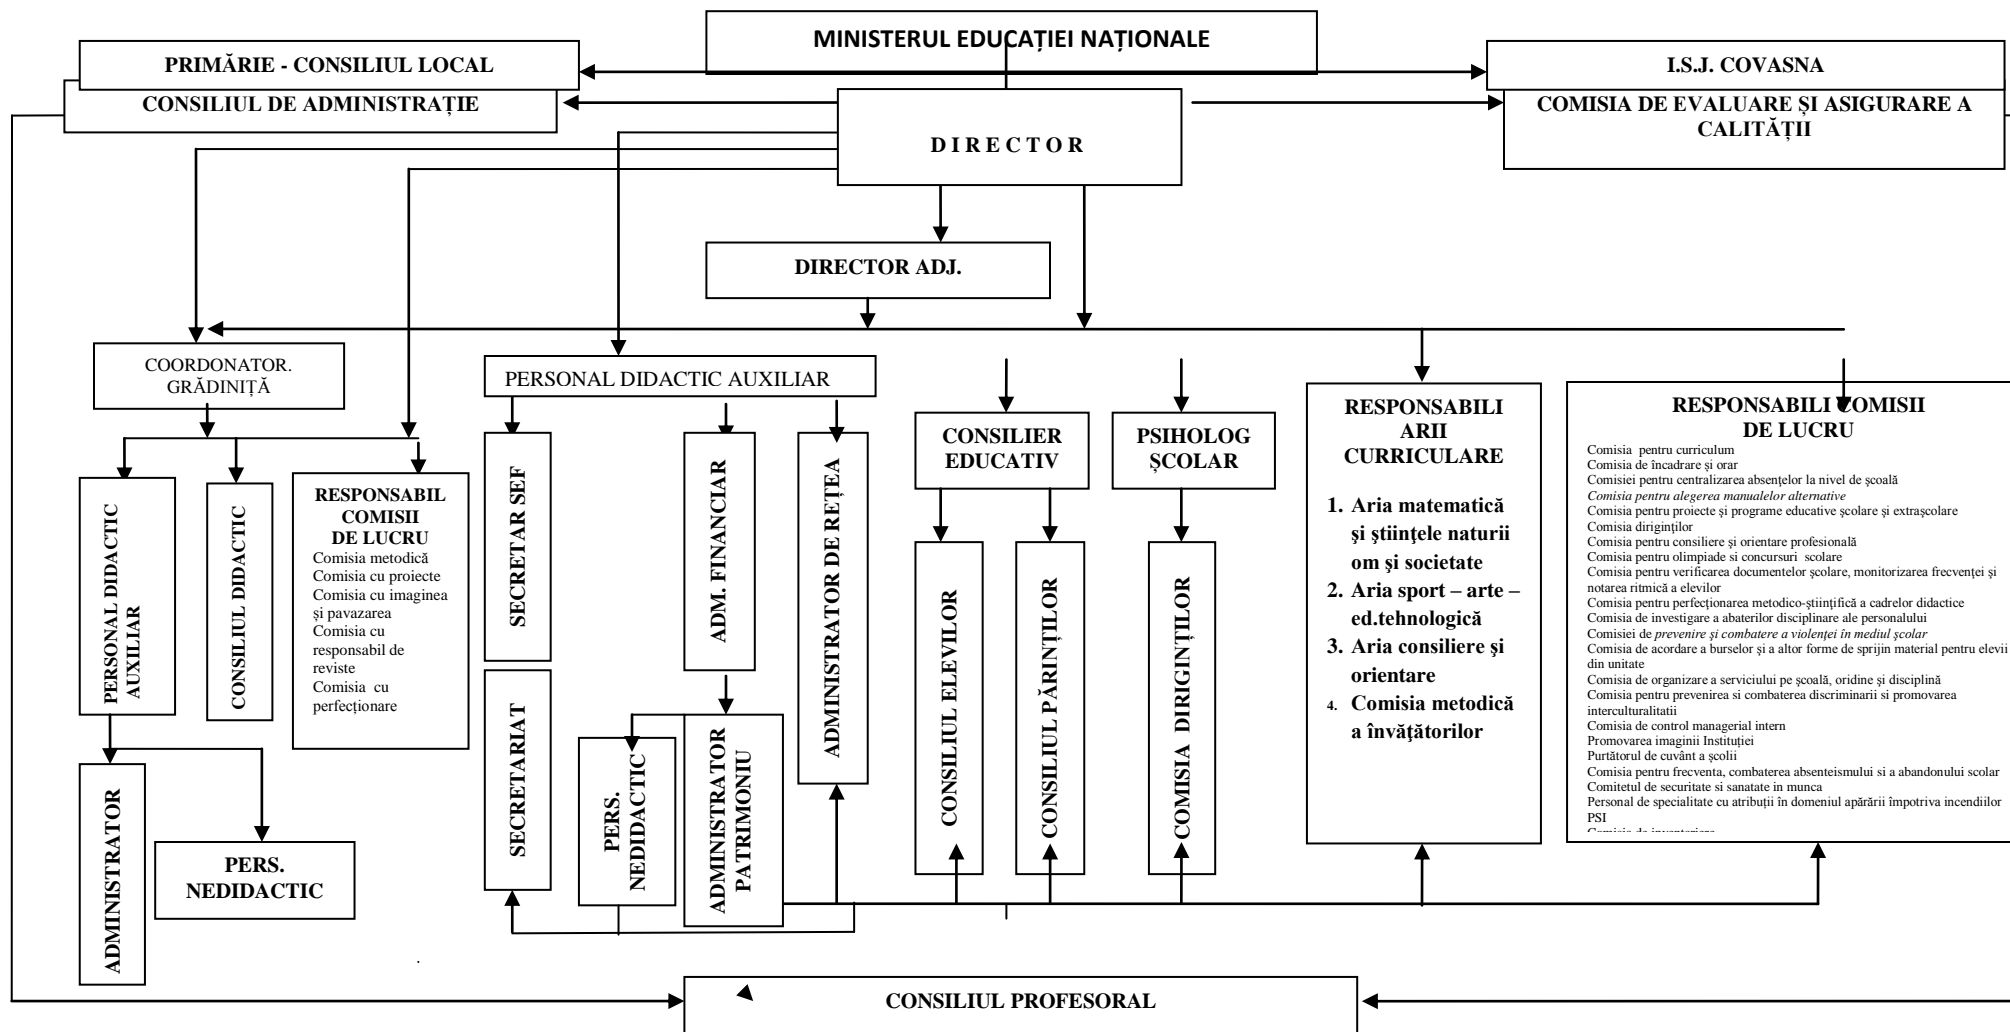 MINISTERUL EDUCAȚIEI NAȚIONALE
PRIMĂRIE - CONSILIUL LOCAL
I.S.J. COVASNA
CONSILIUL DE ADMINISTRAȚIE
COMISIA DE EVALUARE ȘI ASIGURARE A
CALITĂȚII
D I R E C T O R
DIRECTOR ADJ.
COORDONATOR.
GRĂDINIȚĂ
PERSONAL DIDACTIC AUXILIAR
PERSONAL DIDACTIC
AUXILIAR
CONSILIUL DIDACTIC
RESPONSABIL
COMISII
DE LUCRU
Comisia metodică
Comisia cu proiecte
Comisia cu imaginea
și pavazarea
Comisia cu
responsabil de
reviste
Comisia cu
perfecționare
ADMINISTRATOR
PERS.
NEDIDACTIC
SECRETAR SEF
SECRETARIAT
ADM. FINANCIAR
PERS.
NEDIDACTIC
ADMINISTRATOR
PATRIMONIU
ADMINISTRATOR DE REȚEA
CONSILIER
EDUCATIV
PSIHOLOG
ȘCOLAR
CONSILIUL ELEVILOR
CONSILIUL PĂRINȚILOR
COMISIA DIRIGINȚILOR
RESPONSABILI
ARII
CURRICULARE
1. Aria matematică
şi ştiinţele naturii
om şi societate
2. Aria sport – arte –
ed.tehnologică
3. Aria consiliere şi
orientare
4. Comisia metodică
a învăţătorilor
RESPONSABILI COMISII
DE LUCRU
Comisia pentru curriculum
Comisia de încadrare și orar
Comisiei pentru centralizarea absențelor la nivel de școală
Comisia pentru alegerea manualelor alternative
Comisia pentru proiecte și programe educative școlare și extrașcolare
Comisia diriginților
Comisia pentru consiliere și orientare profesională
Comisia pentru olimpiade si concursuri scolare
Comisia pentru verificarea documentelor școlare, monitorizarea frecvenței și
notarea ritmică a elevilor
Comisia pentru perfecționarea metodico-științifică a cadrelor didactice
Comisia de investigare a abaterilor disciplinare ale personalului
Comisiei de prevenire și combatere a violenței în mediul școlar
Comisia de acordare a burselor și a altor forme de sprijin material pentru elevii
din unitate
Comisia de organizare a serviciului pe școală, oridine și disciplină
Comisia pentru prevenirea si combaterea discriminarii si promovarea
interculturalitatii
Comisia de control managerial intern
Promovarea imaginii Instituției
Purtătorul de cuvânt a școlii
Comisia pentru frecventa, combaterea absenteismului si a abandonului scolar
Comitetul de securitate si sanatate in munca
Personal de specialitate cu atribuții în domeniul apărării împotriva incendiilor
PSI
CONSILIUL PROFESORAL